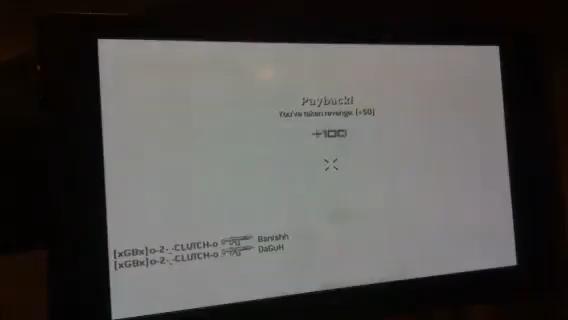 Payback!
You've taken revenge. (+50)
+100
[xGBx]o-2-.-CLUTCH-o Banishh
[xGBx]o-2-.-CLUTCH-o DaGuH